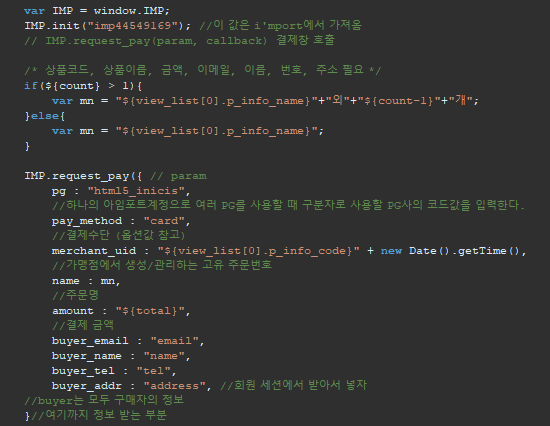 var IMP = window.IMP;
IMP.init("imp44549169"); //이 값은 i'mport에서 가져옴
// IMP.request_pay(param, callback) 결제창 호출
/* 상품코드, 상품이름, 금액, 이메일, 이름, 번호, 주소 필요 */
if(${count} > 1){
var mn = "${view_list[0].p_info_name}"+"외"+"${count-1}"+"개";
}else{
var mn = "${view_list[0].p_info_name}";
}
IMP.request_pay({ // param
pg : "html5_inicis",
//하나의 아임포트계정으로 여러 PG를 사용할 때 구분자로 사용할 PG사의 코드값을 입력한다.
pay_method : "card",
//결제수단 (옵션값 참고)
merchant_uid : "${view_list[0].p_info_code}" + new Date().getTime(),
//가맹점에서 생성/관리하는 고유 주문번호
name : mn,
//주문명
amount : "${total}",
//결제 금액
buyer_email : "email",
buyer_name : "name",
buyer_tel : "tel",
buyer_addr : "address", //회원 세션에서 받아서 넣자
//buyer는 모두 구매자의 정보
}//여기까지 정보 받는 부분